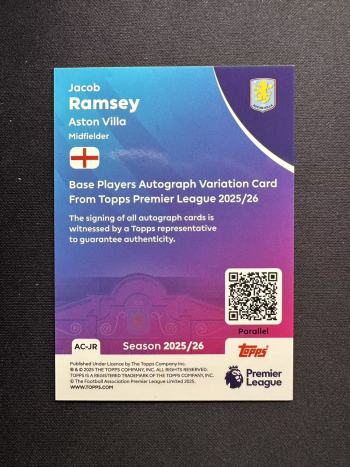 Jacob
Ramsey
Aston Villa
Midfielder
Base Players Autograph Variation Card
From Topps Premier League 2025/26
The signing of all autograph cards is
witnessed by a Topps representative
to guarantee authenticity.
Parallel
AC-JR
Season 2025/26
Topps
Published Under Licence by The Topps Company Inc.
® & © 2025 THE TOPPS COMPANY, INC. ALL RIGHTS RESERVED.
TOPPS IS A REGISTERED TRADEMARK OF THE TOPPS COMPANY, INC.
© The Football Association Premier League Limited 2025.
WWW.TOPPS.COM
Premier
League